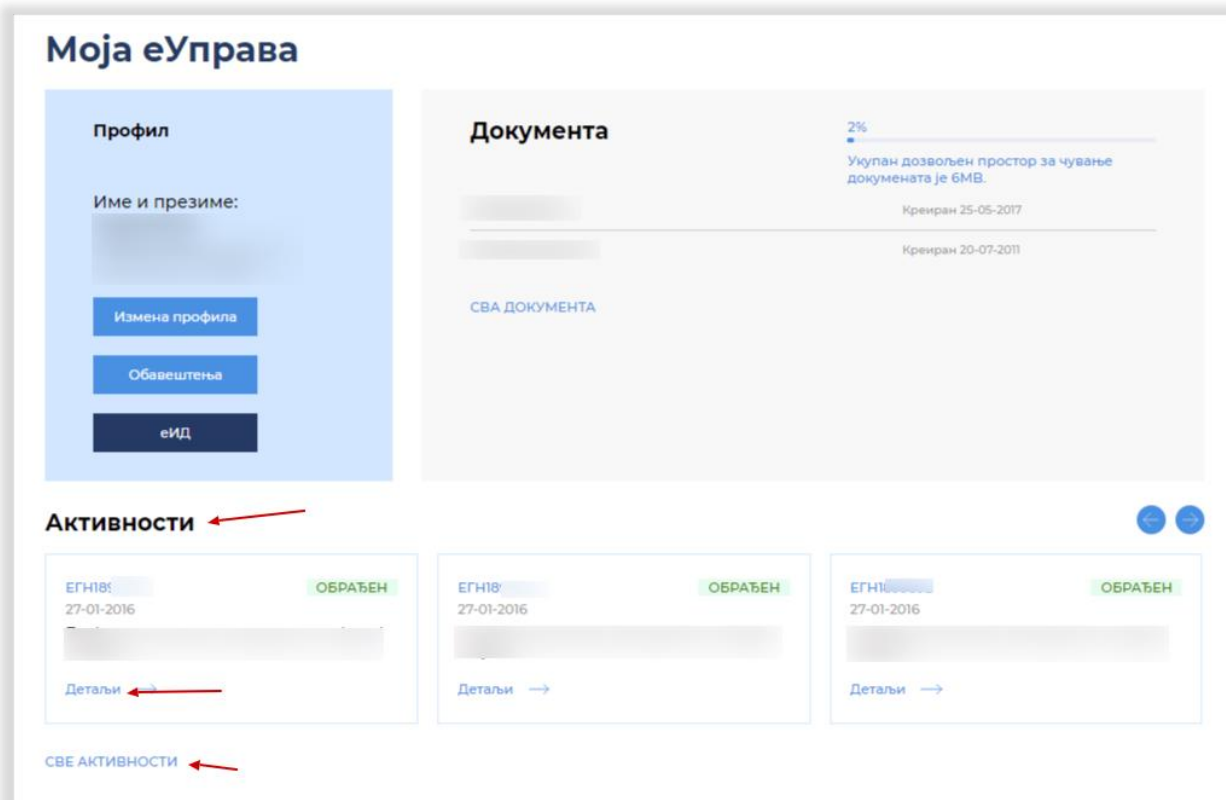 Моја еУправа
Профил
Име и презиме:
Измена профила
Обавештења
еИД
Документа
2%
Укупан дозвољен простор за чување
докумената је 6MB.
Креиран 25-05-2017
Креиран 20-07-2011
СВА ДОКУМЕНТА
Активности
ЕГН189 ОБРАЂЕН
27-01-2016
Детаљи
ЕГН18 ОБРАЂЕН
27-01-2016
Детаљи
ОБРАЂЕН
27-01-2016
Детаљи
СВЕ АКТИВНОСТИ